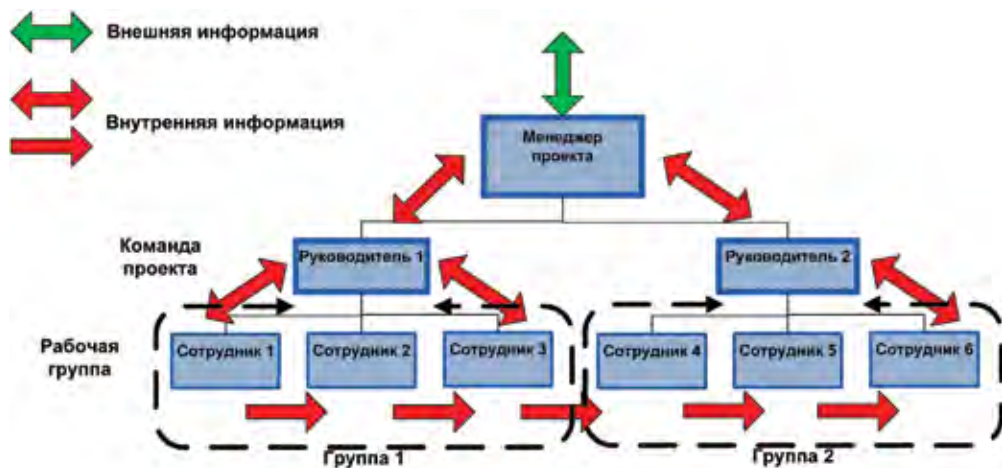 Внешняя информация
Внутренняя информация
Менеджер
проекта
Команда
проекта
Руководитель 1
Руководитель 2
Рабочая
группа
Сотрудник 1
Сотрудник 2
Сотрудник 3
Сотрудник 4
Сотрудник 5
Сотрудник 6
Группа 1
Группа 2